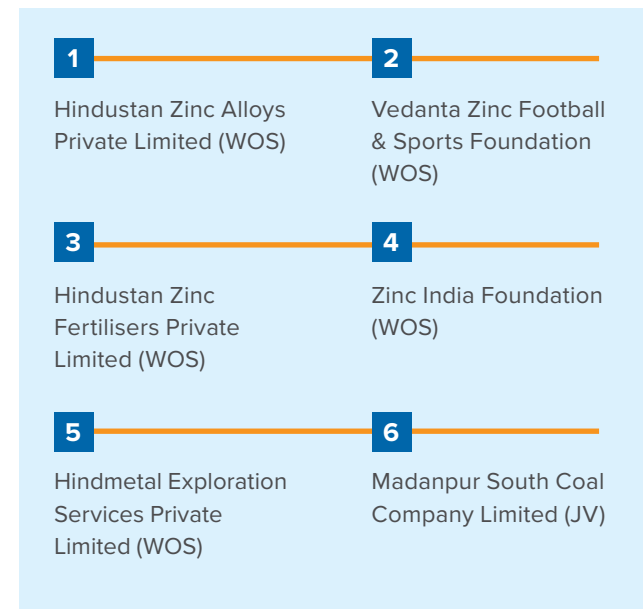 1
Hindustan Zinc Alloys
Private Limited (WOS)
2
Vedanta Zinc Football
& Sports Foundation
(WOS)
3
Hindustan Zinc
Fertilisers Private
Limited (WOS)
4
Zinc India Foundation
(WOS)
5
Hindmetal Exploration
Services Private
Limited (WOS)
6
Madanpur South Coal
Company Limited (JV)